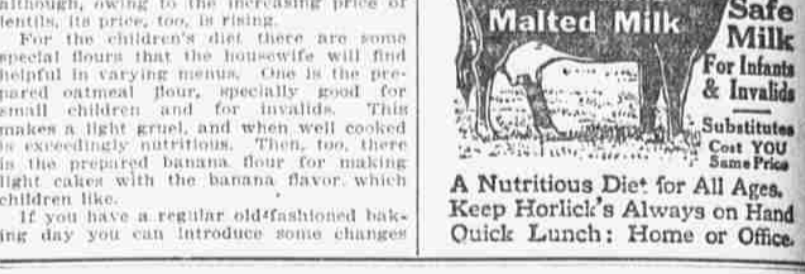 although, owing to the increasing price of
lentils, its price, too, is rising.
For the children's diet there are some
special flours that the housewife will find
helpful in varying menus. One is the pre-
pared oatmeal flour, specially good for
small children and for invalids. This
makes a light gruel, and when well cooked
is exceedingly nutritious. Then, too, there
is the prepared banana flour for making
light cakes with the banana flavor, which
children like.
If you have a regular old-fashioned bak-
ing day you can introduce some changes
Malted Milk
Safe
Milk
For Infants
& Invalids
Substitutes
Cost YOU
Same Price
A Nutritious Diet for All Ages.
Keep Horlick's Always on Hand
Quick Lunch: Home or Office.